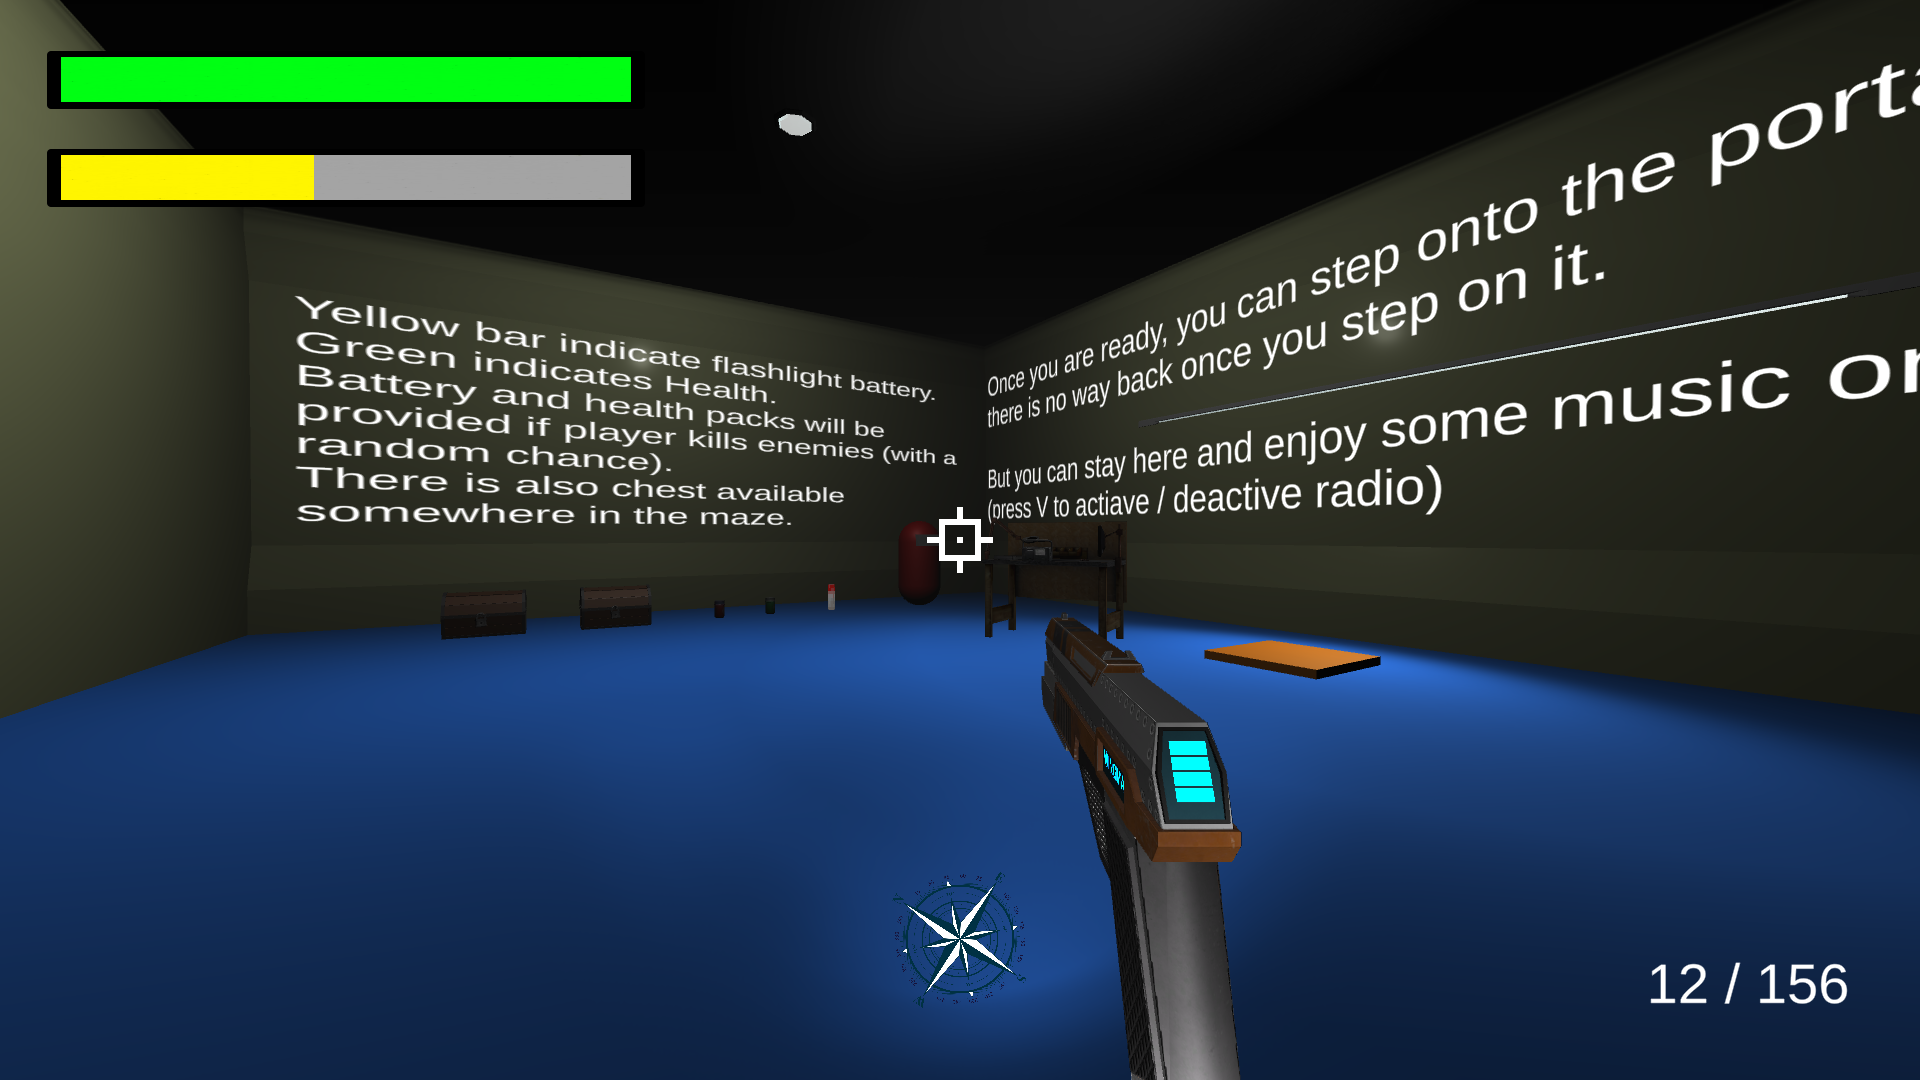 Yellow bar indicate flashlight battery.
Green indicates Health.
Battery and health packs will be
provided if player kills enemies (with a
random chance).
There is also chest available
somewhere in the maze.
Once you are ready, you can step onto the porta
there is no way back once you step on it.
But you can stay here and enjoy some music or
(press V to actiave / deactive radio)
12 / 156